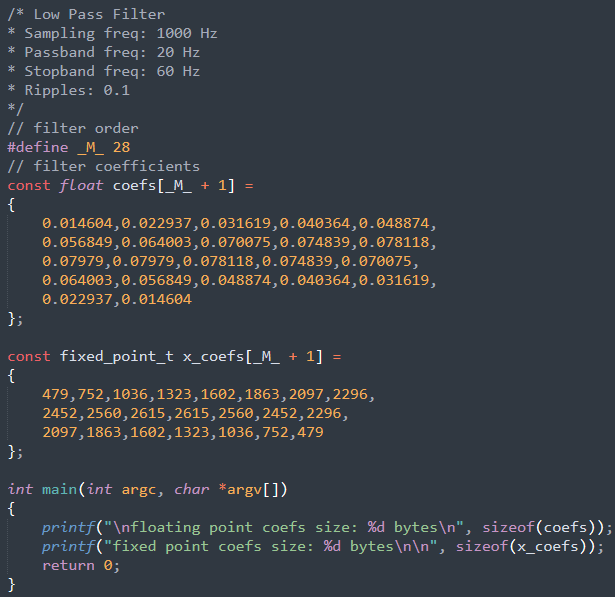 /* Low Pass Filter
* Sampling freq: 1000 Hz
* Passband freq: 20 Hz
* Stopband freq: 60 Hz
* Ripples: 0.1
*/
// filter order
#define _M_ 28
// filter coefficients
const float coefs[_M_ + 1] =
{
    0.014604,0.022937,0.031619,0.040364,0.048874,
    0.056849,0.064003,0.070075,0.074839,0.078118,
    0.07979,0.07979,0.078118,0.074839,0.070075,
    0.064003,0.056849,0.048874,0.040364,0.031619,
    0.022937,0.014604
};

const fixed_point_t x_coefs[_M_ + 1] =
{
    479,752,1036,1323,1602,1863,2097,2296,
    2452,2560,2615,2615,2560,2452,2296,
    2097,1863,1602,1323,1036,752,479
};

int main(int argc, char *argv[])
{
    printf("\nfloating point coefs size: %d bytes\n", sizeof(coefs));
    printf("fixed point coefs size: %d bytes\n\n", sizeof(x_coefs));
    return 0;
}